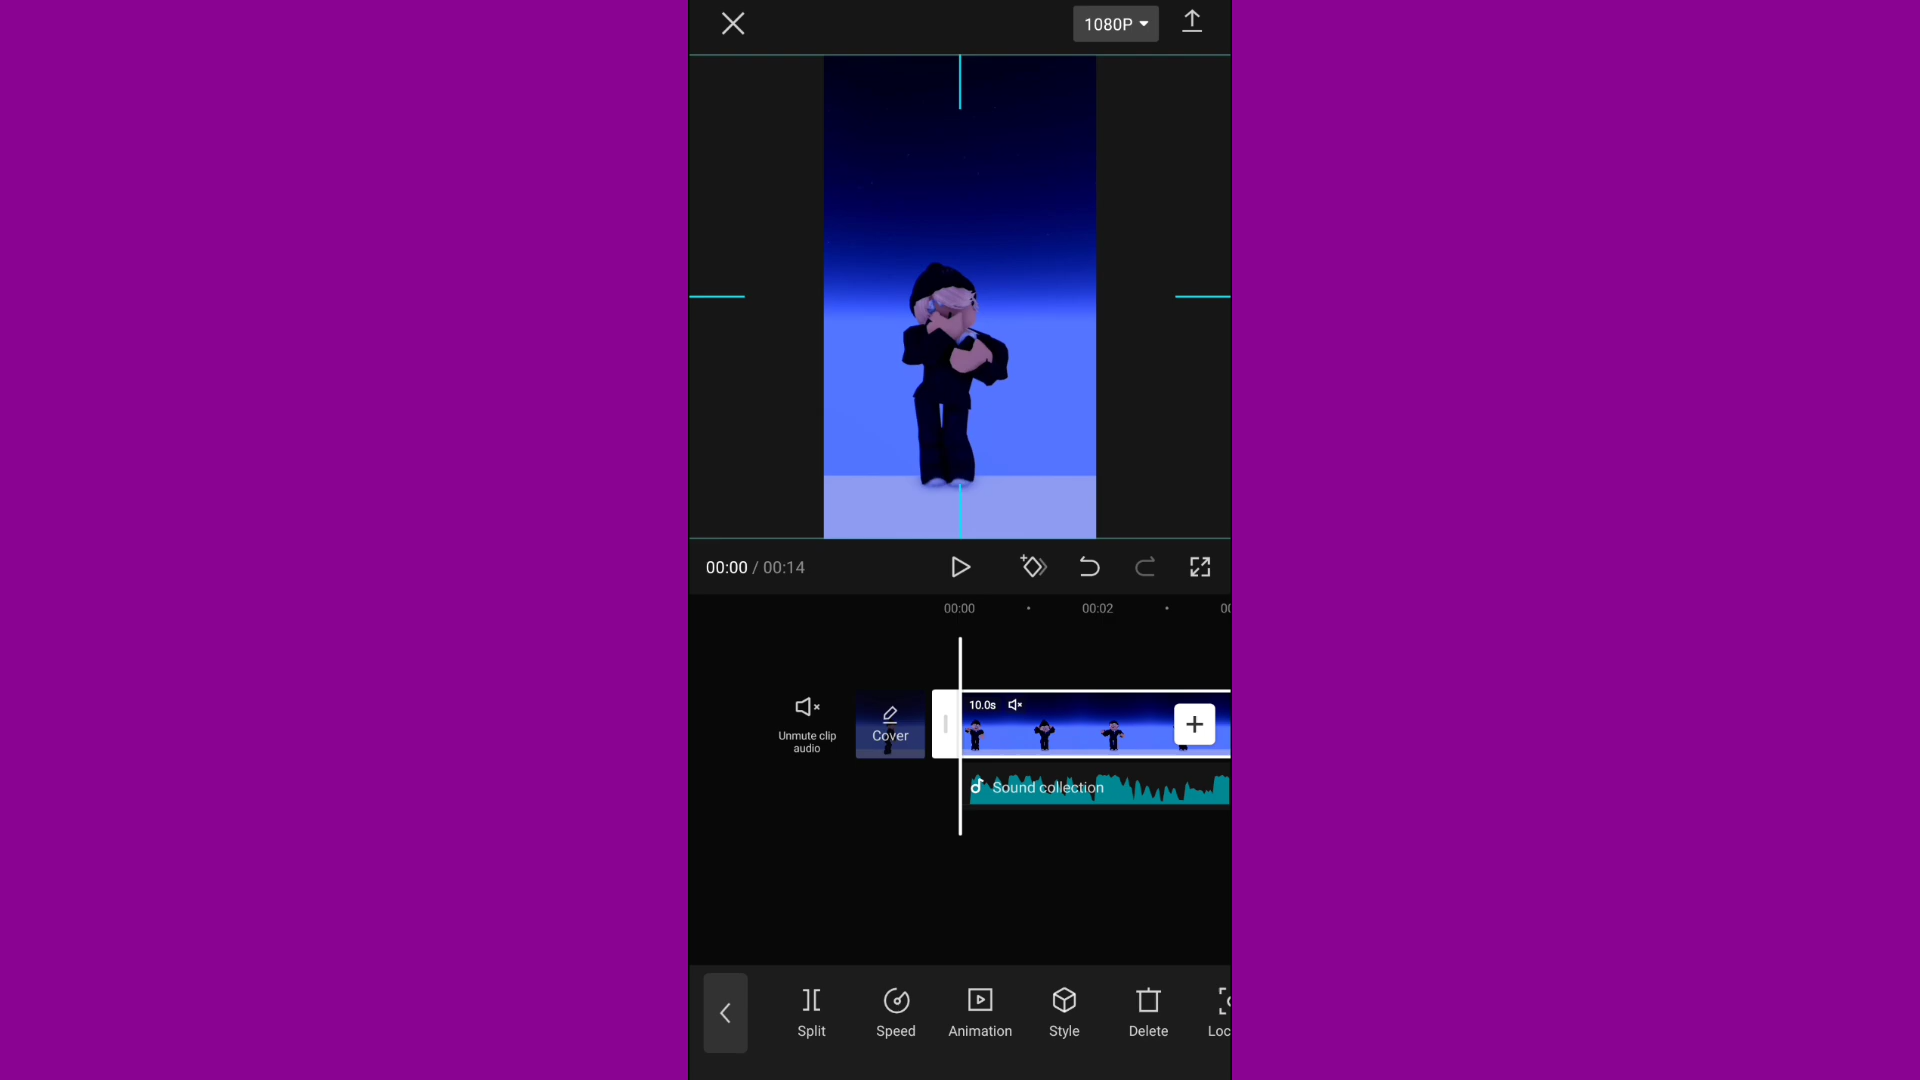 1080P
00:00 / 00:14
00:00
00:02
Unmute clip
audio
Cover
10.0s
Sound collection
Split
Speed
Animation
Style
Delete
Loc